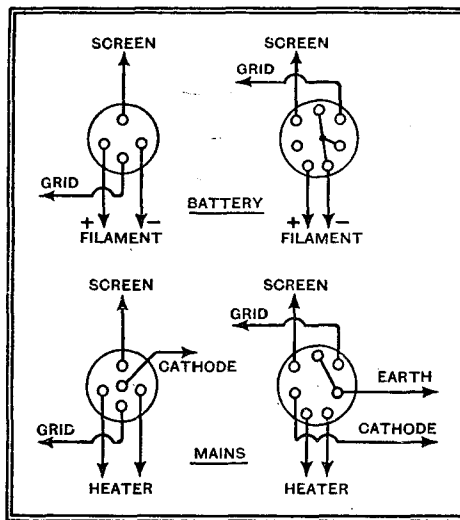 SCREEN SCREEN
GRID
GRID
+ − + −
BATTERY
FILAMENT FILAMENT
SCREEN SCREEN
GRID
CATHODE
EARTH
GRID CATHODE
MAINS
HEATER HEATER